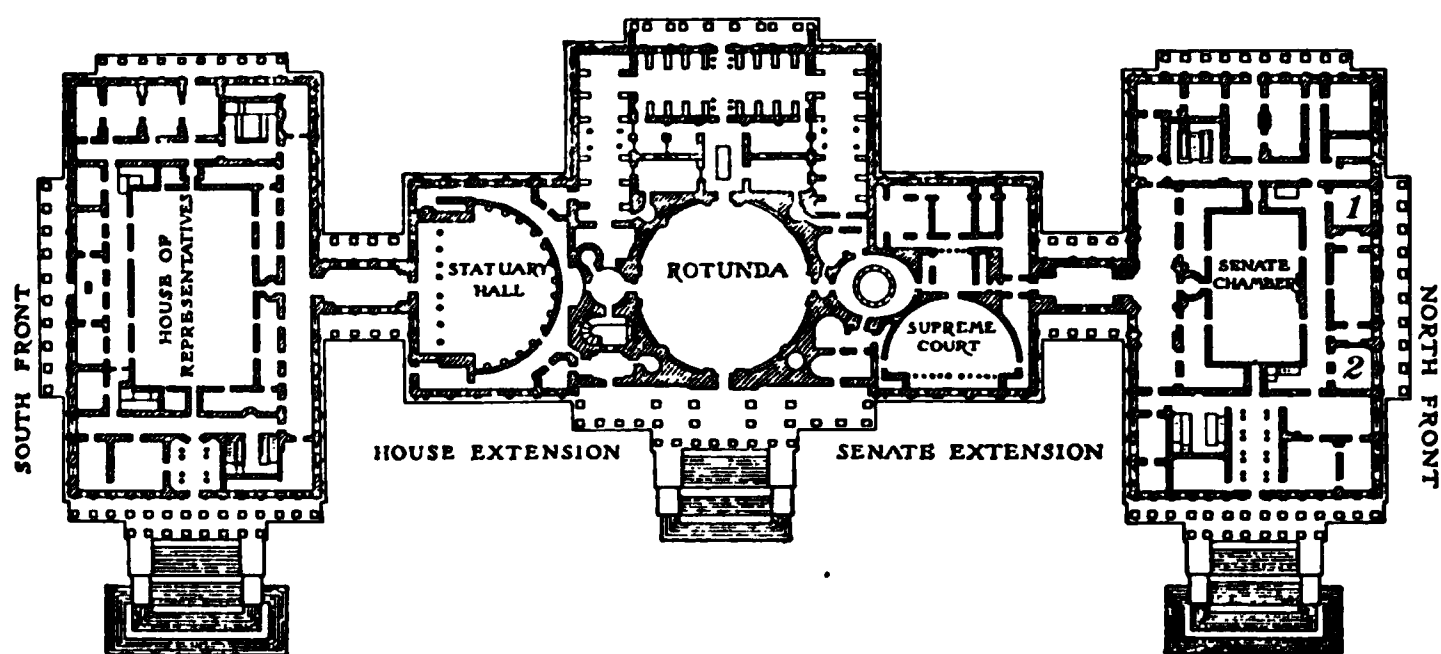 SOUTH FRONT
HOUSE OF
REPRESENTATIVES
STATUARY
HALL
ROTUNDA
SUPREME
COURT
SENATE
CHAMBER
1
2
NORTH FRONT
HOUSE EXTENSION
SENATE EXTENSION